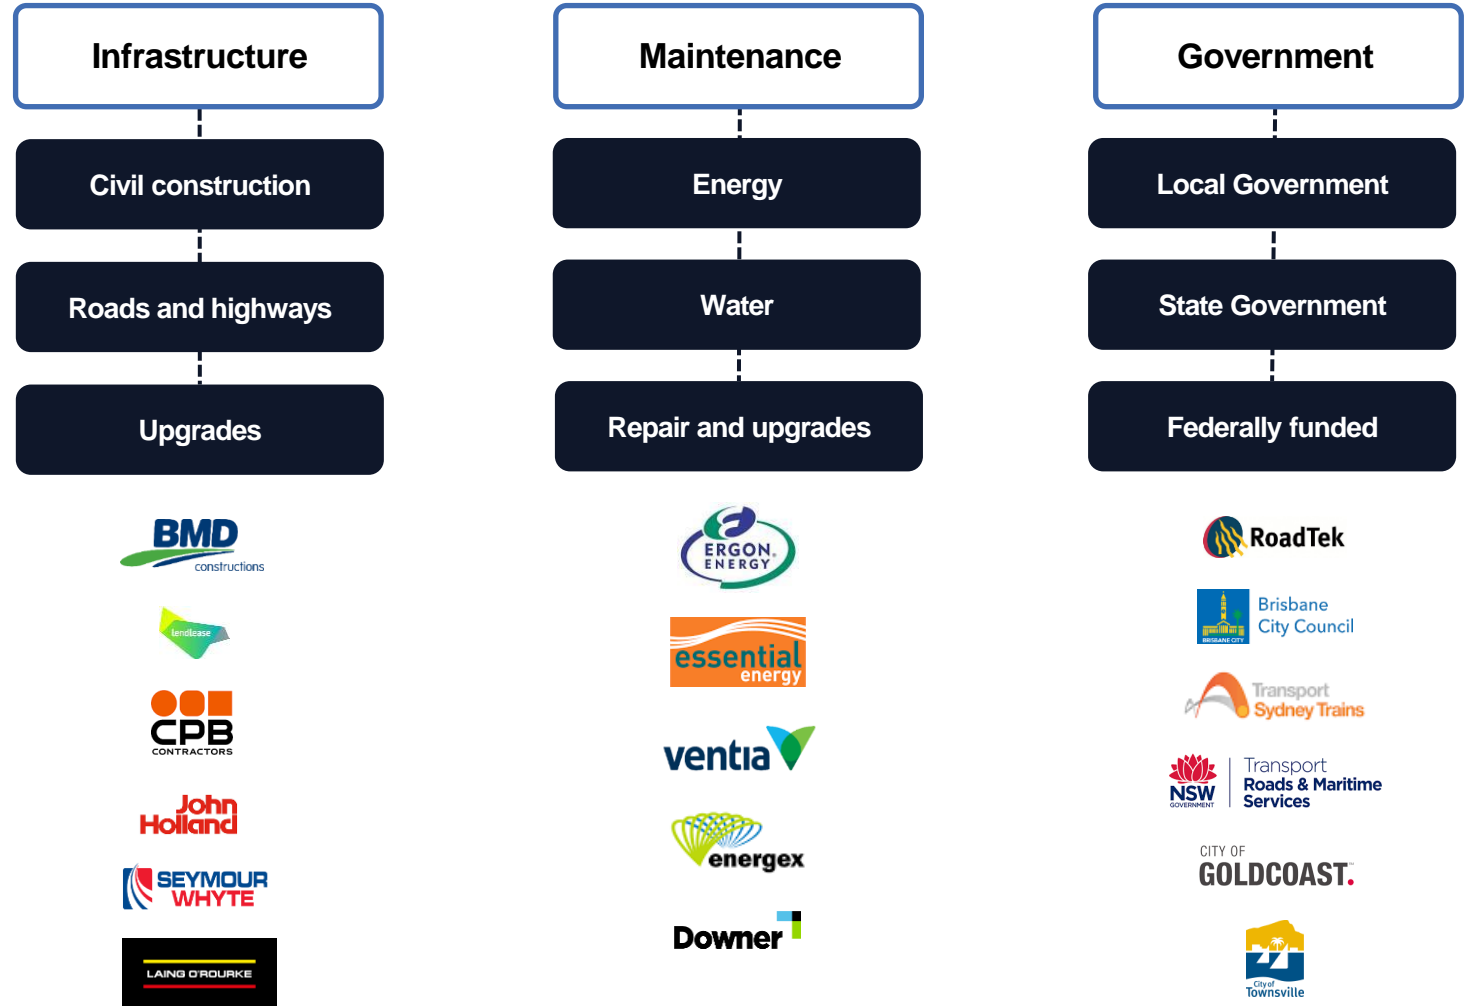 Infrastructure
Civil construction
Roads and highways
Upgrades
BMD
constructions
lendlease
CPB
CONTRACTORS
John
Holland
SEYMOUR
WHYTE
LAING O'ROURKE
Maintenance
Energy
Water
Repair and upgrades
ERGON
ENERGY
essential
energy
ventia
energex
Downer
Government
Local Government
State Government
Federally funded
RoadTek
BRISBANE CITY
Brisbane
City Council
Transport
Sydney Trains
NSW
GOVERNMENT
Transport
Roads & Maritime
Services
CITY OF
GOLDCOAST.
City of
Townsville